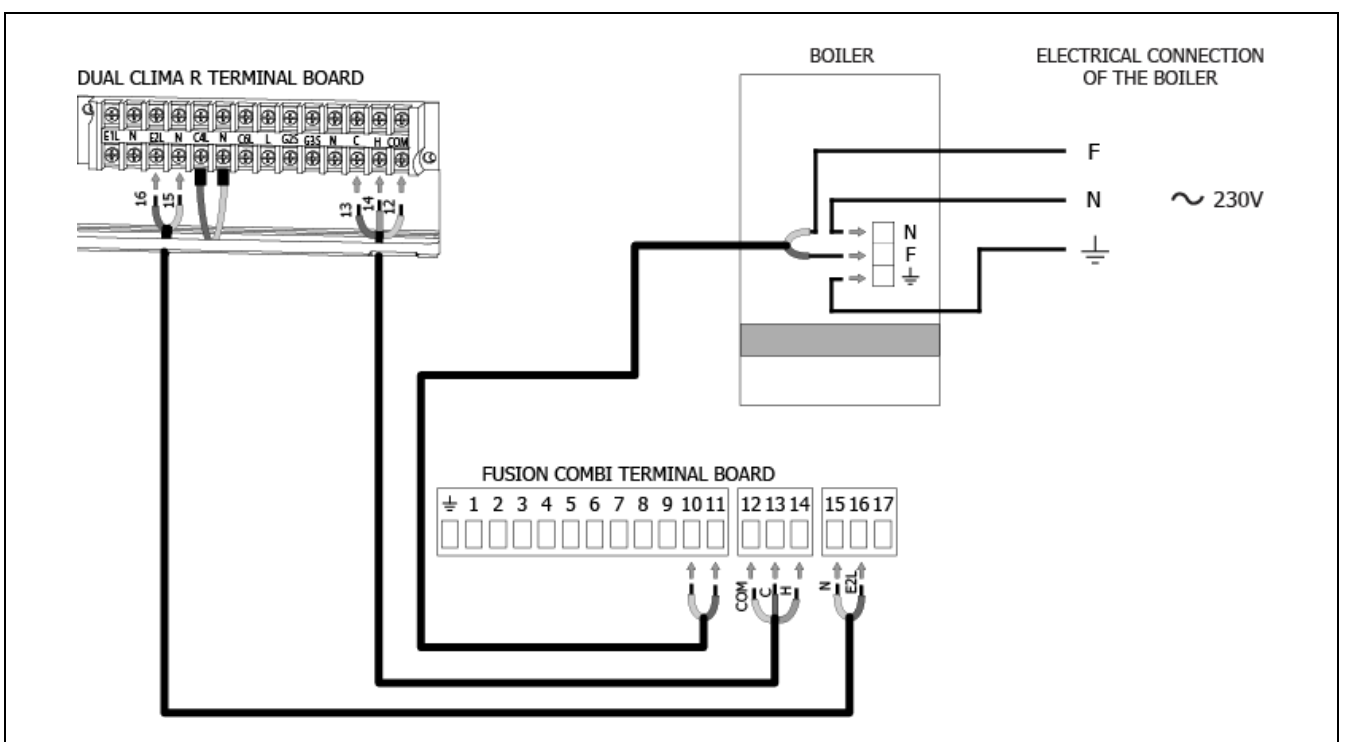 BOILER
ELECTRICAL CONNECTION
OF THE BOILER
DUAL CLIMA R TERMINAL BOARD
E1L N E2L N C4L N C6L L G2S G3S N C H COM
16 15 13 14 12
F
N ~ 230V
N
F
FUSION COMBI TERMINAL BOARD
1 2 3 4 5 6 7 8 9 10 11 12 13 14 15 16 17
COM C H N E2L